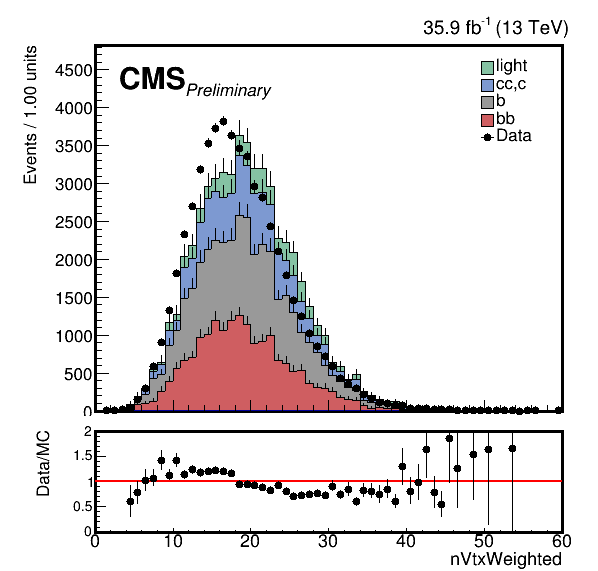 35.9 fb⁻¹ (13 TeV)
Events / 1.00 units
4500
4000
3500
3000
2500
2000
1500
1000
500
0
CMS Preliminary
light
cc,c
b
bb
Data
Data/MC
2
1.5
1
0.5
0
0 10 20 30 40 50 60
nVtxWeighted